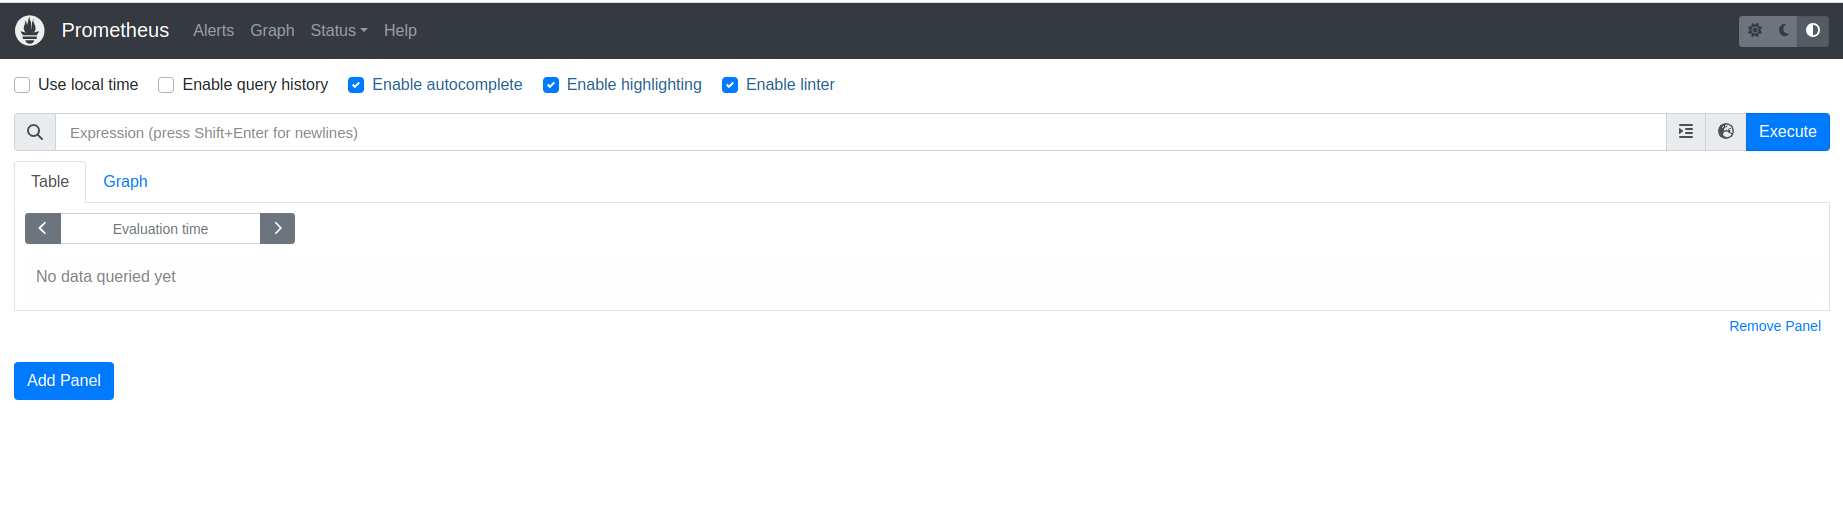 Prometheus Alerts Graph Status Help
Use local time Enable query history Enable autocomplete Enable highlighting Enable linter
Expression (press Shift+Enter for newlines) Execute
Table Graph
Evaluation time
No data queried yet
Remove Panel
Add Panel